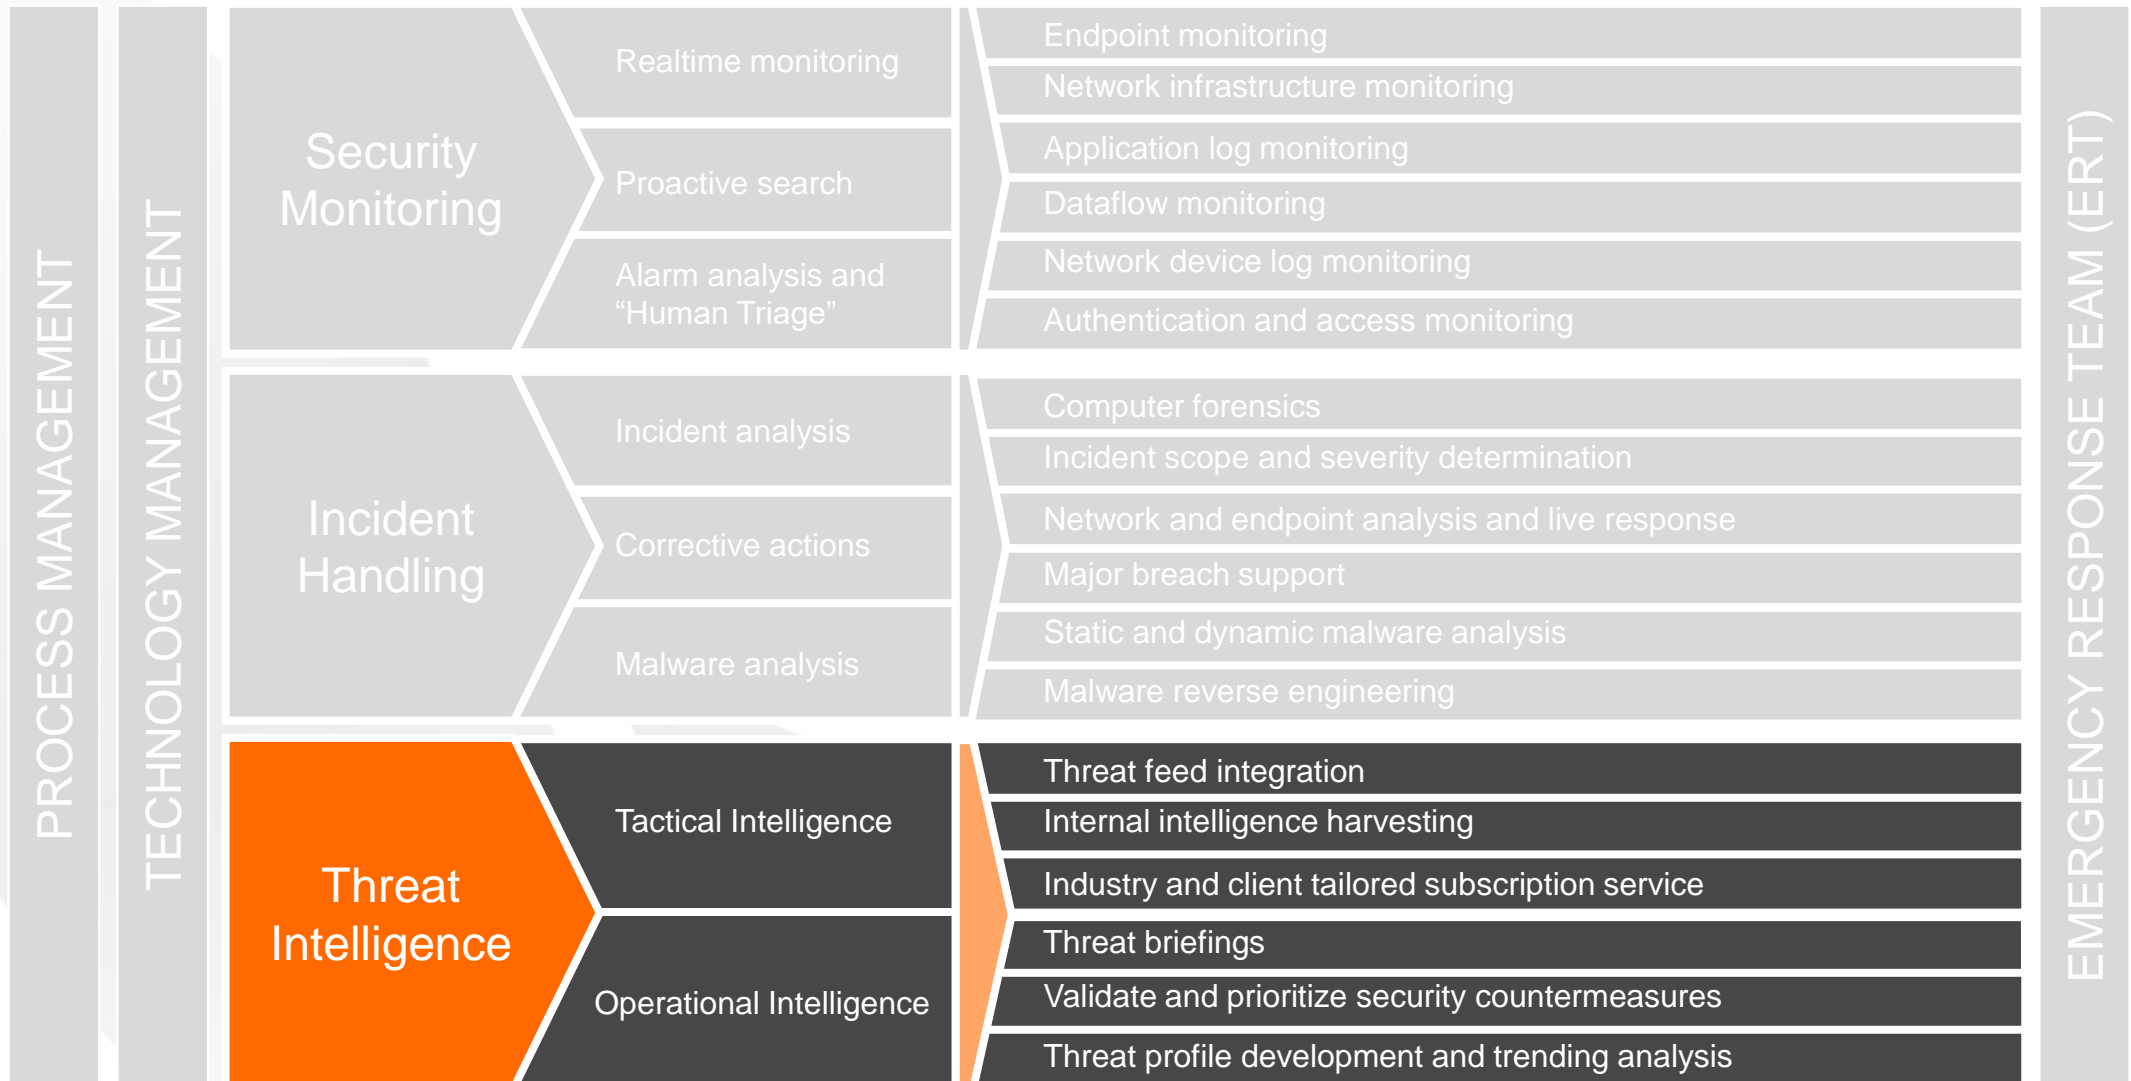 PROCESS MANAGEMENT
TECHNOLOGY MANAGEMENT
Security
Monitoring
Realtime monitoring
Proactive search
Alarm analysis and
“Human Triage”
Endpoint monitoring
Network infrastructure monitoring
Application log monitoring
Dataflow monitoring
Network device log monitoring
Authentication and access monitoring
Incident
Handling
Incident analysis
Corrective actions
Malware analysis
Computer forensics
Incident scope and severity determination
Network and endpoint analysis and live response
Major breach support
Static and dynamic malware analysis
Malware reverse engineering
Threat
Intelligence
Tactical Intelligence
Operational Intelligence
Threat feed integration
Internal intelligence harvesting
Industry and client tailored subscription service
Threat briefings
Validate and prioritize security countermeasures
Threat profile development and trending analysis
EMERGENCY RESPONSE TEAM (ERT)